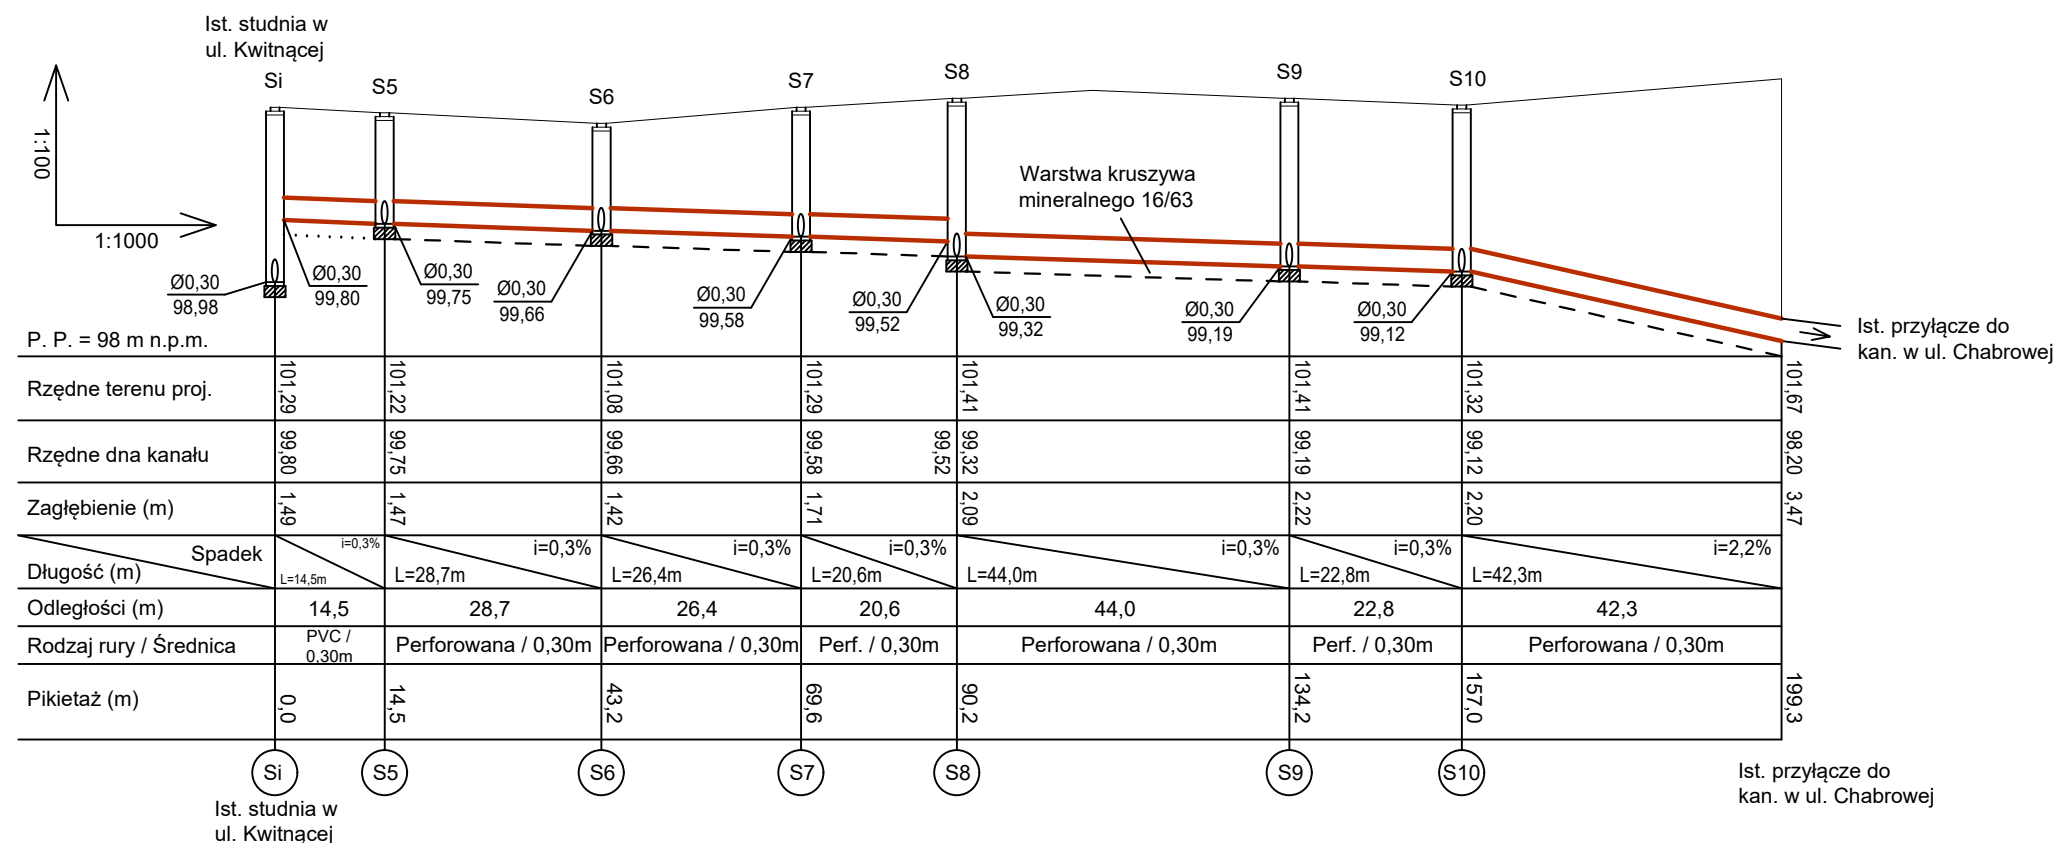 Ist. studnia w
ul. Kwitnącej
Si
S5
S6
S7
S8
S9
S10
1:100
1:1000
Warstwa kruszywa
mineralnego 16/63
Ø0,30
98,98
Ø0,30
99,80
Ø0,30
99,75
Ø0,30
99,66
Ø0,30
99,58
Ø0,30
99,52
Ø0,30
99,32
Ø0,30
99,19
Ø0,30
99,12
Ist. przyłącze do
kan. w ul. Chabrowej
P. P. = 98 m n.p.m.
Rzędne terenu proj.
101,29
101,22
101,08
101,29
101,41
101,41
101,32
101,67
Rzędne dna kanału
99,80
99,75
99,66
99,58
99,52
99,32
99,19
99,12
98,20
Zagłębienie (m)
1,49
1,47
1,42
1,71
2,09
2,22
2,20
3,47
Spadek
i=0,3%
i=0,3%
i=0,3%
i=0,3%
i=0,3%
i=0,3%
i=2,2%
Długość (m)
L=14,5m
L=28,7m
L=26,4m
L=20,6m
L=44,0m
L=22,8m
L=42,3m
Odległości (m)
14,5
28,7
26,4
20,6
44,0
22,8
42,3
Rodzaj rury / Średnica
PVC /
0,30m
Perforowana / 0,30m
Perforowana / 0,30m
Perf. / 0,30m
Perforowana / 0,30m
Perf. / 0,30m
Perforowana / 0,30m
Pikietaż (m)
0,0
14,5
43,2
69,6
90,2
134,2
157,0
199,3
Si
S5
S6
S7
S8
S9
S10
Ist. studnia w
ul. Kwitnącej
Ist. przyłącze do
kan. w ul. Chabrowej